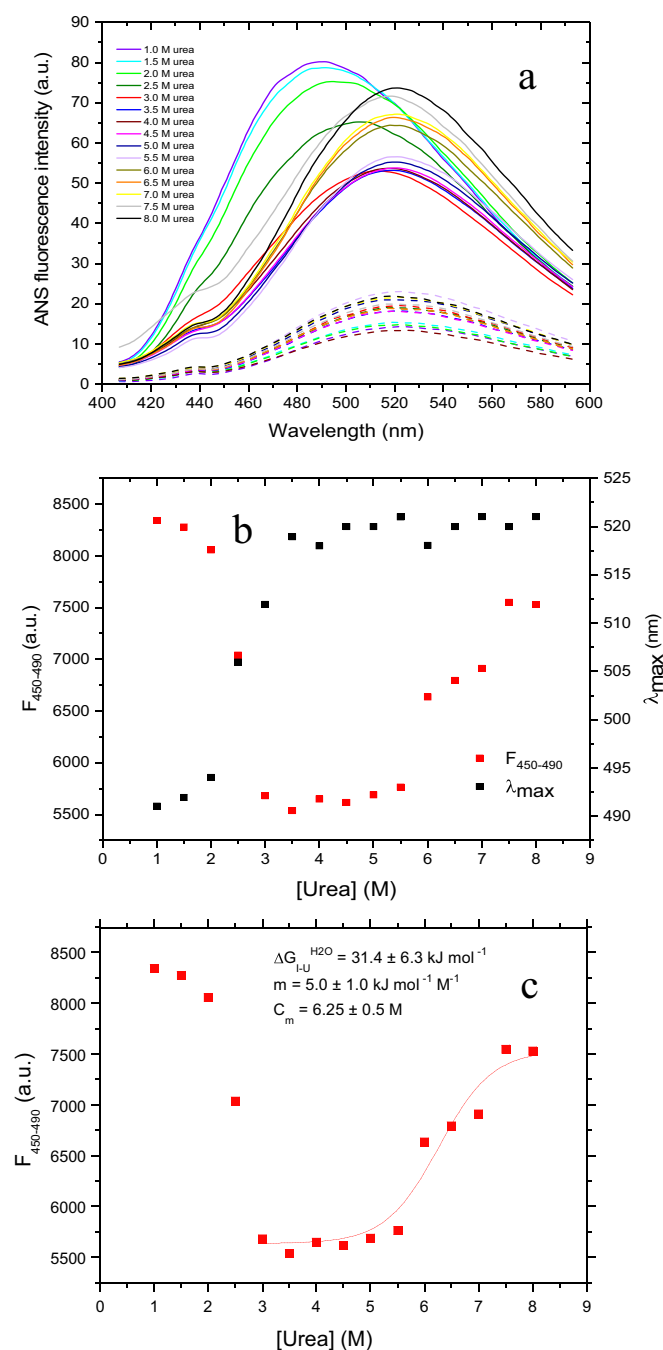 a
ANS fluorescence intensity (a.u.)
90
80
70
60
50
40
30
20
10
0
1.0 M urea
1.5 M urea
2.0 M urea
2.5 M urea
3.0 M urea
3.5 M urea
4.0 M urea
4.5 M urea
5.0 M urea
5.5 M urea
6.0 M urea
6.5 M urea
7.0 M urea
7.5 M urea
8.0 M urea
400 420 440 460 480 500 520 540 560 580 600
Wavelength (nm)
b
F450-490 (a.u.)
8500
8000
7500
7000
6500
6000
5500
525
520
515
510
505
500
495
490
λmax (nm)
F450-490
λmax
0 1 2 3 4 5 6 7 8 9
[Urea] (M)
c
F450-490 (a.u.)
8500
8000
7500
7000
6500
6000
5500
ΔG I-U H2O = 31.4 ± 6.3 kJ mol -1
m = 5.0 ± 1.0 kJ mol -1 M -1
Cm = 6.25 ± 0.5 M
0 1 2 3 4 5 6 7 8 9
[Urea] (M)